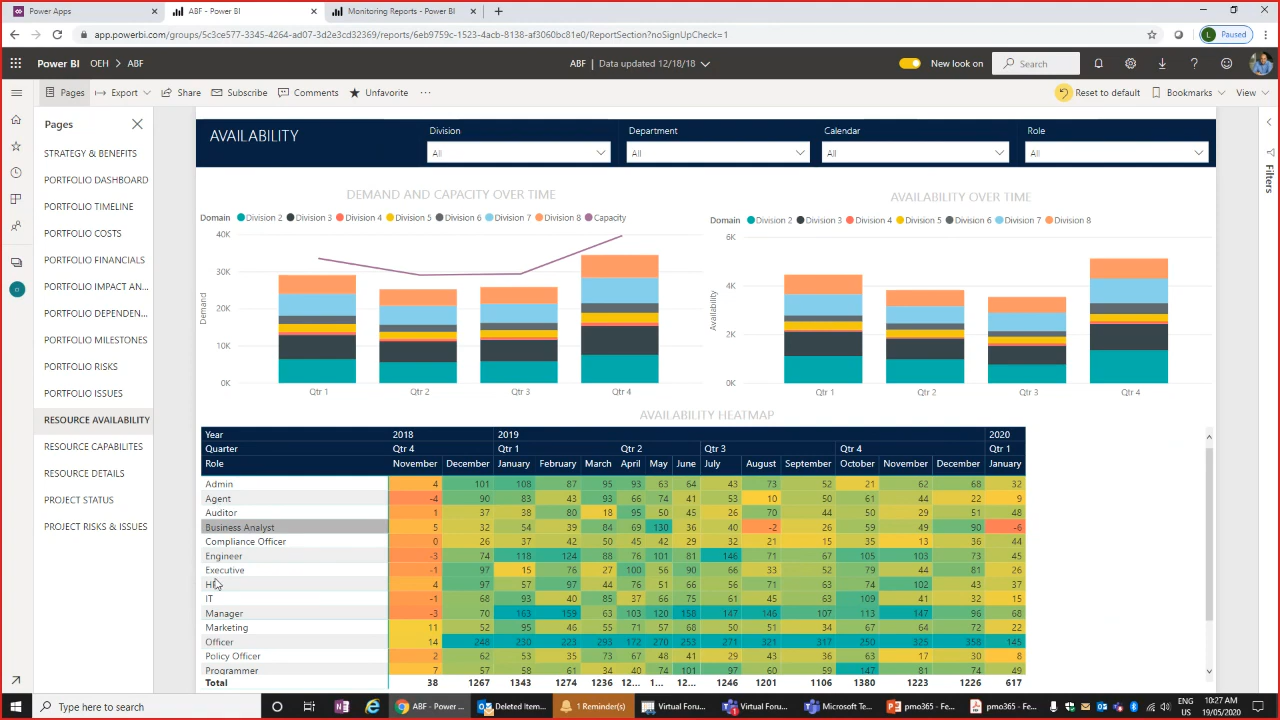 Power Apps
ABF - Power BI
Monitoring Reports - Power BI
app.powerbi.com/groups/5c3ce577-3345-4264-ad07-3d2e3cd32369/reports/6eb9759c-1523-4acb-8f38-af3060bc81e0/ReportSection?noSignUpCheck=1
L Paused
Power BI OEH > ABF
ABF | Data updated 12/18/18
New look on
Search
Pages Export Share Subscribe Comments Unfavorite ...
Reset to default Bookmarks View
Pages
STRATEGY & BENEFITS
PORTFOLIO DASHBOARD
PORTFOLIO TIMELINE
PORTFOLIO COSTS
PORTFOLIO FINANCIALS
PORTFOLIO IMPACT AN...
PORTFOLIO DEPENDEN...
PORTFOLIO MILESTONES
PORTFOLIO RISKS
PORTFOLIO ISSUES
RESOURCE AVAILABILITY
RESOURCE CAPABILITES
RESOURCE DETAILS
PROJECT STATUS
PROJECT RISKS & ISSUES
Filters
AVAILABILITY
Division Department Calendar Role
All All All All
DEMAND AND CAPACITY OVER TIME
Domain Division 2 Division 3 Division 4 Division 5 Division 6 Division 7 Division 8 Capacity
40K
30K
20K
10K
0K
Demand
Qtr 1 Qtr 2 Qtr 3 Qtr 4
AVAILABILITY OVER TIME
Domain Division 2 Division 3 Division 4 Division 5 Division 6 Division 7 Division 8
6K
4K
2K
0K
Availability
Qtr 1 Qtr 2 Qtr 3 Qtr 4
AVAILABILITY HEATMAP
Year 2018 2019 2020
Quarter Qtr 4 Qtr 1 Qtr 2 Qtr 3 Qtr 4 Qtr 1
Role November December January February March April May June July August September October November December January
Admin 4 101 108 87 95 93 63 64 43 73 52 21 62 68 32
Agent -4 90 83 43 93 66 74 41 53 10 50 61 44 22 9
Auditor 1 37 38 80 18 95 50 45 26 70 44 50 29 51 48
Business Analyst 5 32 54 39 84 69 130 36 40 -2 26 59 49 90 -6
Compliance Officer 0 26 37 42 50 45 42 29 32 21 15 35 13 36 44
Engineer -3 74 118 124 88 76 101 81 146 71 67 105 103 73 45
Executive -1 97 15 76 27 100 56 90 66 33 52 79 44 81 26
HR 4 97 57 97 44 76 51 66 56 71 63 74 102 43 37
IT -1 68 93 40 85 37 66 75 61 45 63 109 41 32 15
Manager -3 70 163 159 63 103 120 158 147 146 107 113 147 96 68
Marketing 11 52 95 46 55 71 57 68 50 51 34 67 64 72 22
Officer 14 248 230 223 293 172 270 253 271 321 317 250 325 358 145
Policy Officer 2 62 53 35 73 67 48 41 29 43 36 63 17 30 8
Programmer 7 57 58 61 34 40 74 101 97 60 54 147 81 74 49
Total 38 1267 1343 1274 1236 12... 1... 12... 1246 1201 1106 1380 1223 1226 617
Type here to search
ABF - Power ...
Deleted Item...
1 Reminder(s)
Virtual Foru...
Virtual Foru...
Microsoft Te...
pmo365 - Fe...
pmo365 - Fe...
ENG
US
10:27 AM
19/05/2020